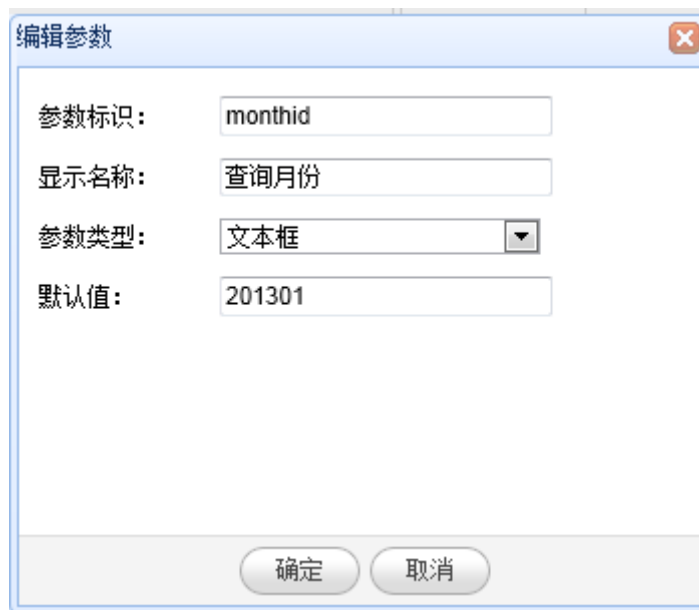 编辑参数
参数标识: monthid
显示名称: 查询月份
参数类型: 文本框
默认值: 201301
确定 取消